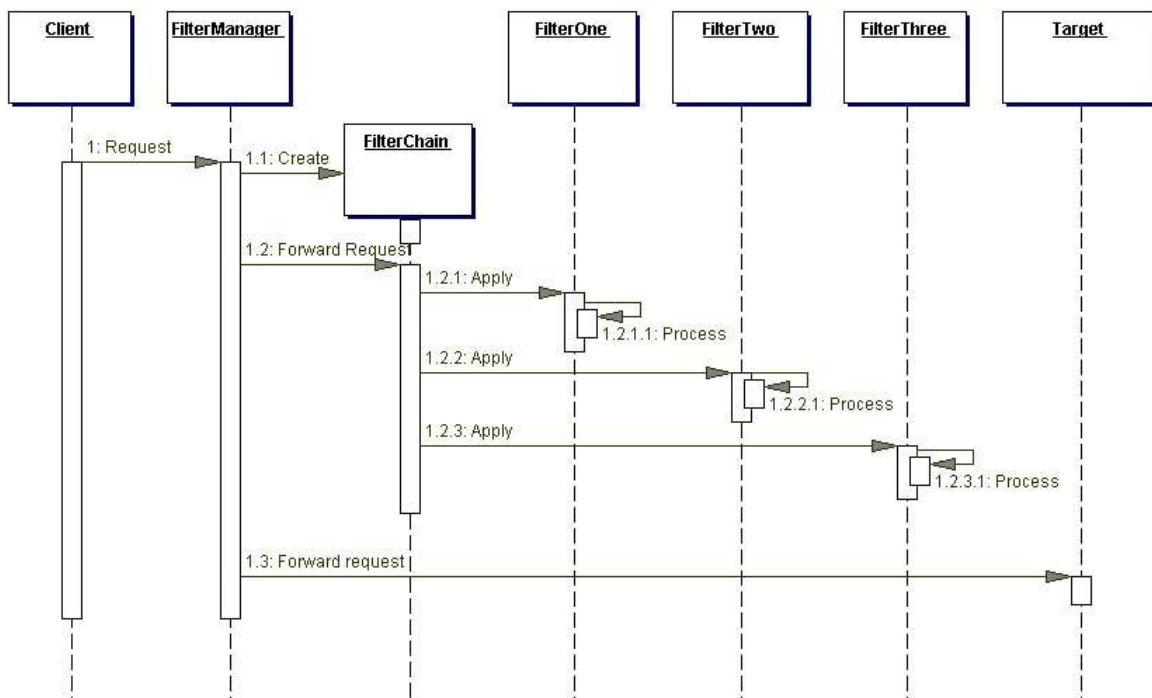 Client
FilterManager
FilterOne
FilterTwo
FilterThree
Target
FilterChain
1: Request
1.1: Create
1.2: Forward Request
1.2.1: Apply
1.2.1.1: Process
1.2.2: Apply
1.2.2.1: Process
1.2.3: Apply
1.2.3.1: Process
1.3: Forward request